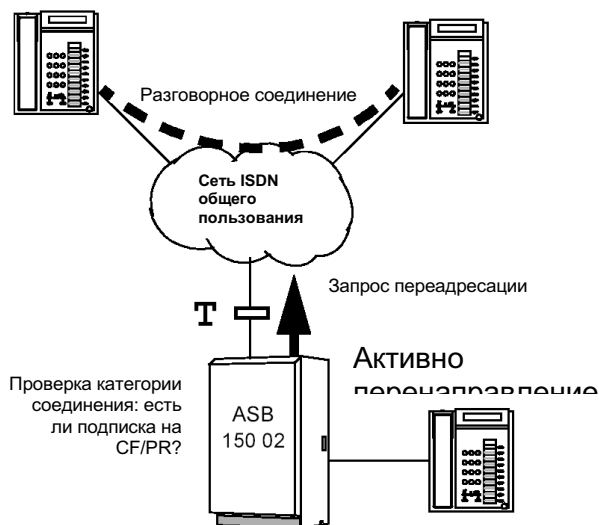 Разговорное соединение
Сеть ISDN
общего
пользования
Запрос переадресации
T
Активно
перенаправление
Проверка категории
соединения: есть
ли подписка на
CF/PR?
ASB
150 02